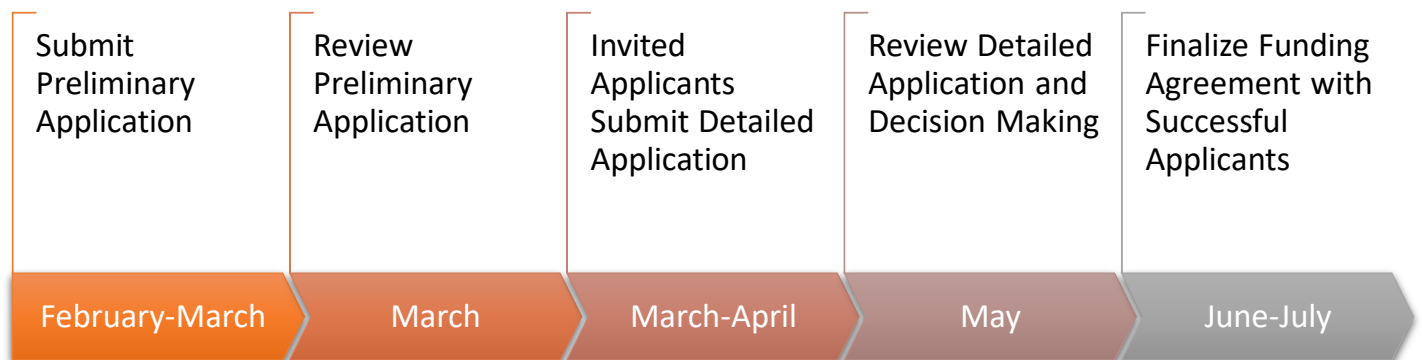 Submit
Preliminary
Application
Review
Preliminary
Application
Invited
Applicants
Submit Detailed
Application
Review Detailed
Application and
Decision Making
Finalize Funding
Agreement with
Successful
Applicants
February-March
March
March-April
May
June-July